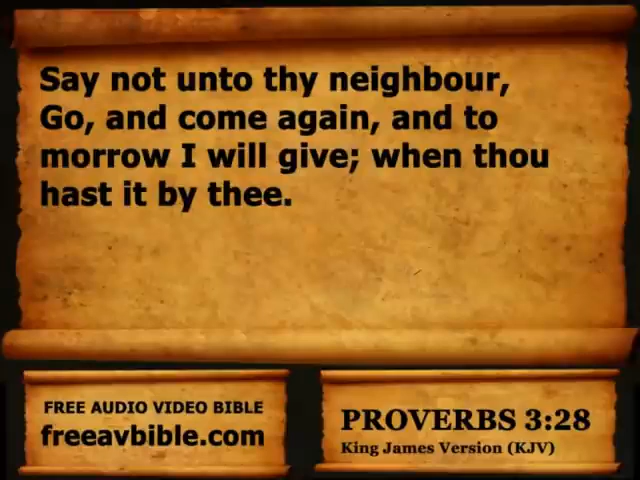 Say not unto thy neighbour,
Go, and come again, and to
morrow I will give; when thou
hast it by thee.
FREE AUDIO VIDEO BIBLE
freeavbible.com
PROVERBS 3:28
King James Version (KJV)